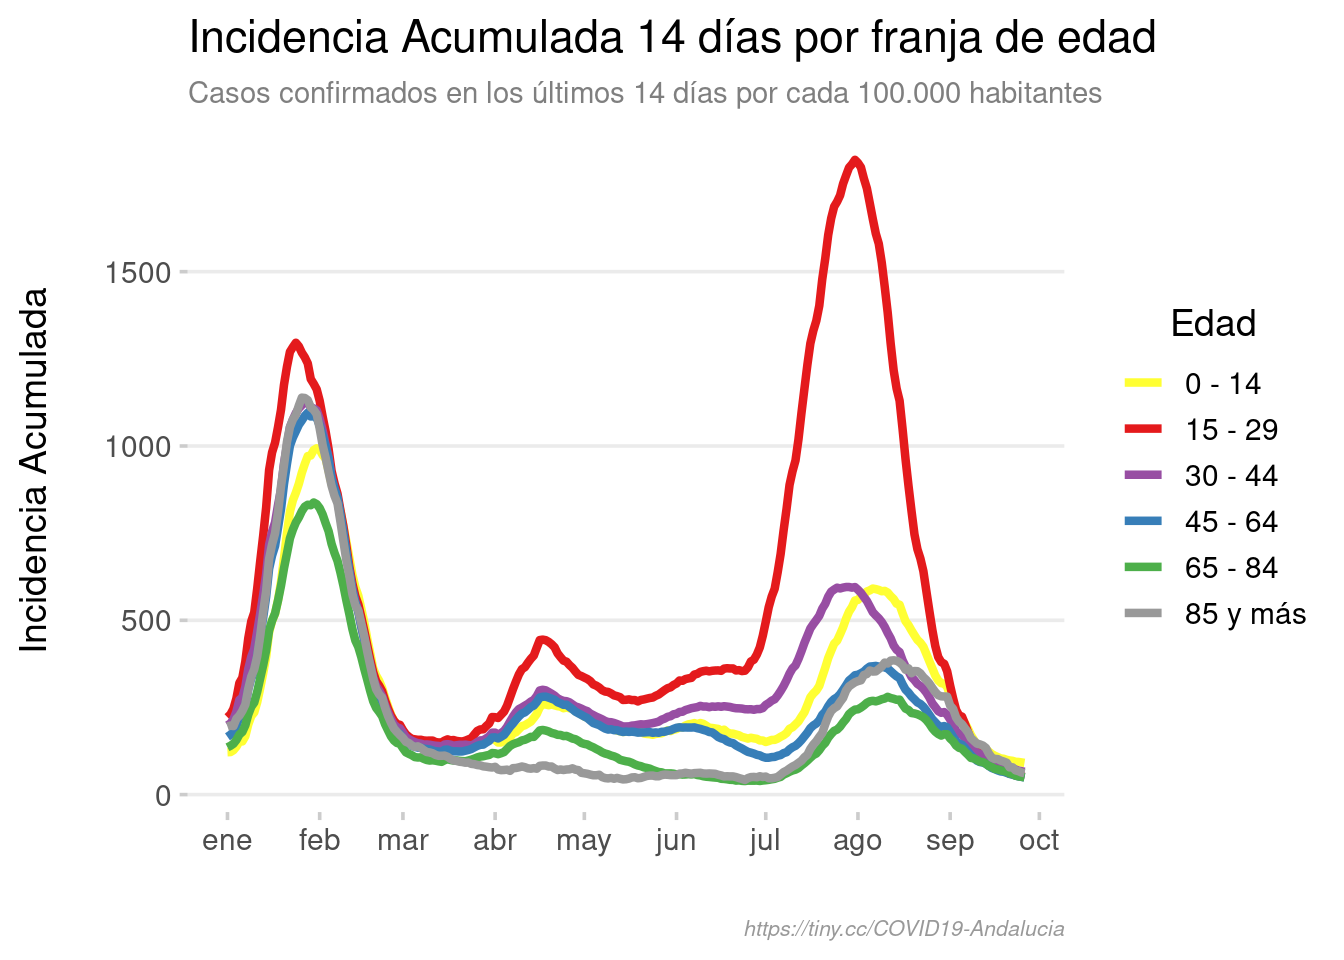 Incidencia Acumulada 14 días por franja de edad
Casos confirmados en los últimos 14 días por cada 100.000 habitantes
Incidencia Acumulada
1500
1000
500
0
ene feb mar abr may jun jul ago sep oct
Edad
0 - 14
15 - 29
30 - 44
45 - 64
65 - 84
85 y más
https://tiny.cc/COVID19-Andalucia